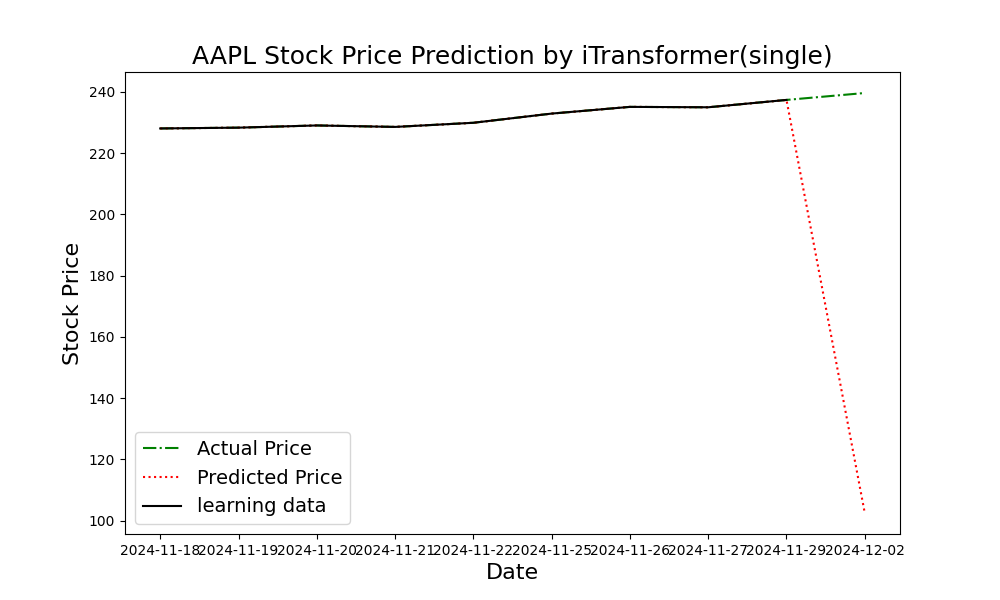 AAPL Stock Price Prediction by iTransformer(single)
240
220
200
180
160
140
120
100
Stock Price
Actual Price
Predicted Price
learning data
2024-11-18 2024-11-19 2024-11-20 2024-11-21 2024-11-22 2024-11-25 2024-11-26 2024-11-27 2024-11-29 2024-12-02
Date